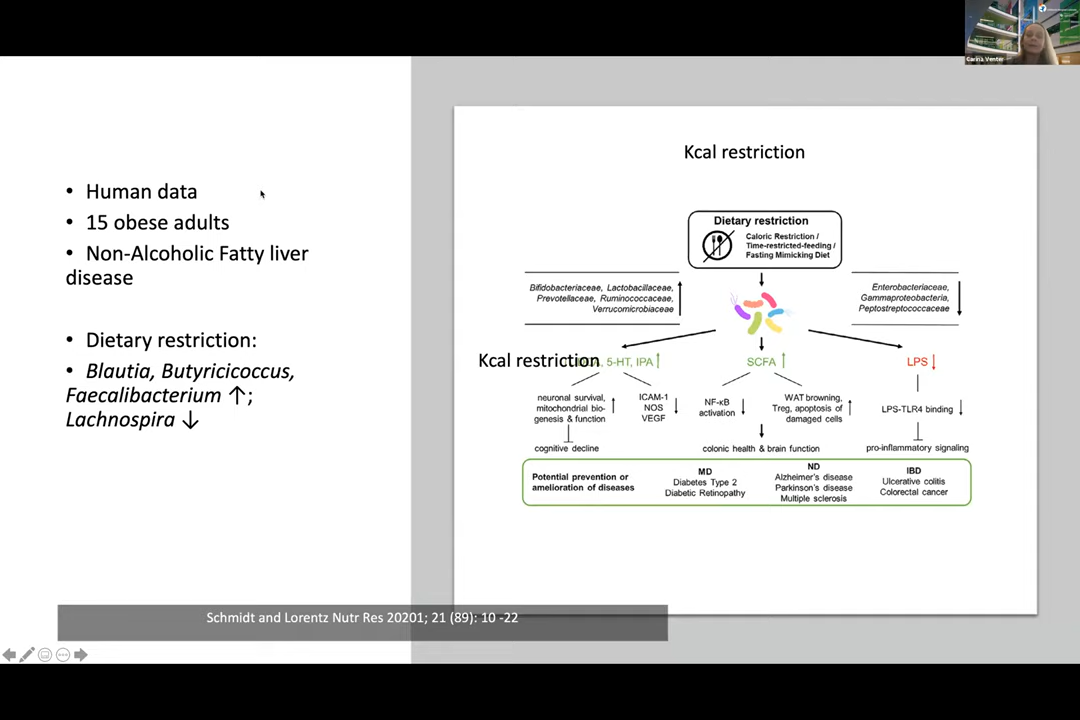 Carina Venter
• Human data
• 15 obese adults
• Non-Alcoholic Fatty liver
disease
• Dietary restriction:
• Blautia, Butyricicoccus,
Faecalibacterium ↑;
Lachnospira ↓
Kcal restriction
Dietary restriction
Caloric Restriction /
Time-restricted-feeding /
Fasting Mimicking Diet
Bifidobacteriaceae, Lactobacillaceae,
Prevotellaceae, Ruminococcaceae,
Verrucomicrobiaceae
Enterobacteriaceae,
Gammaproteobacteria,
Peptostreptococcaceae
Kcal restriction
, 5-HT, IPA ↑
SCFA ↑
LPS ↓
neuronal survival,
mitochondrial bio-
genesis & function ↑
ICAM-1
NOS
VEGF ↓
NF-κB
activation ↓
WAT browning,
Treg, apoptosis of
damaged cells ↑
LPS-TLR4 binding ↓
cognitive decline
colonic health & brain function
pro-inflammatory signaling
Potential prevention or
amelioration of diseases
MD
Diabetes Type 2
Diabetic Retinopathy
ND
Alzheimer's disease
Parkinson's disease
Multiple sclerosis
IBD
Ulcerative colitis
Colorectal cancer
Schmidt and Lorentz Nutr Res 20201; 21 (89): 10 -22